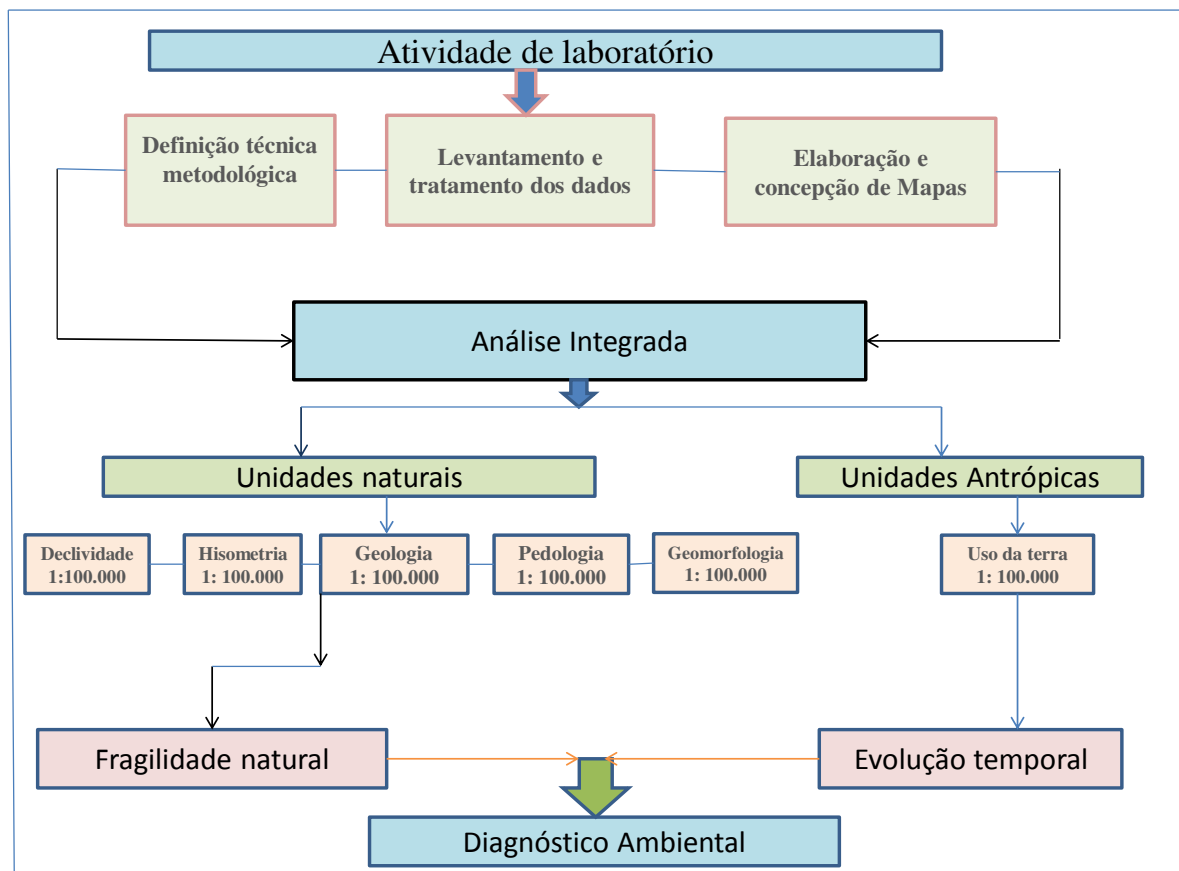 Atividade de laboratório
Definição técnica
metodológica
Levantamento e
tratamento dos dados
Elaboração e
concepção de Mapas
Análise Integrada
Unidades naturais
Unidades Antrópicas
Declividade
1:100.000
Hisometria
1: 100.000
Geologia
1: 100.000
Pedologia
1: 100.000
Geomorfologia
1: 100.000
Uso da terra
1: 100.000
Fragilidade natural
Evolução temporal
Diagnóstico Ambiental